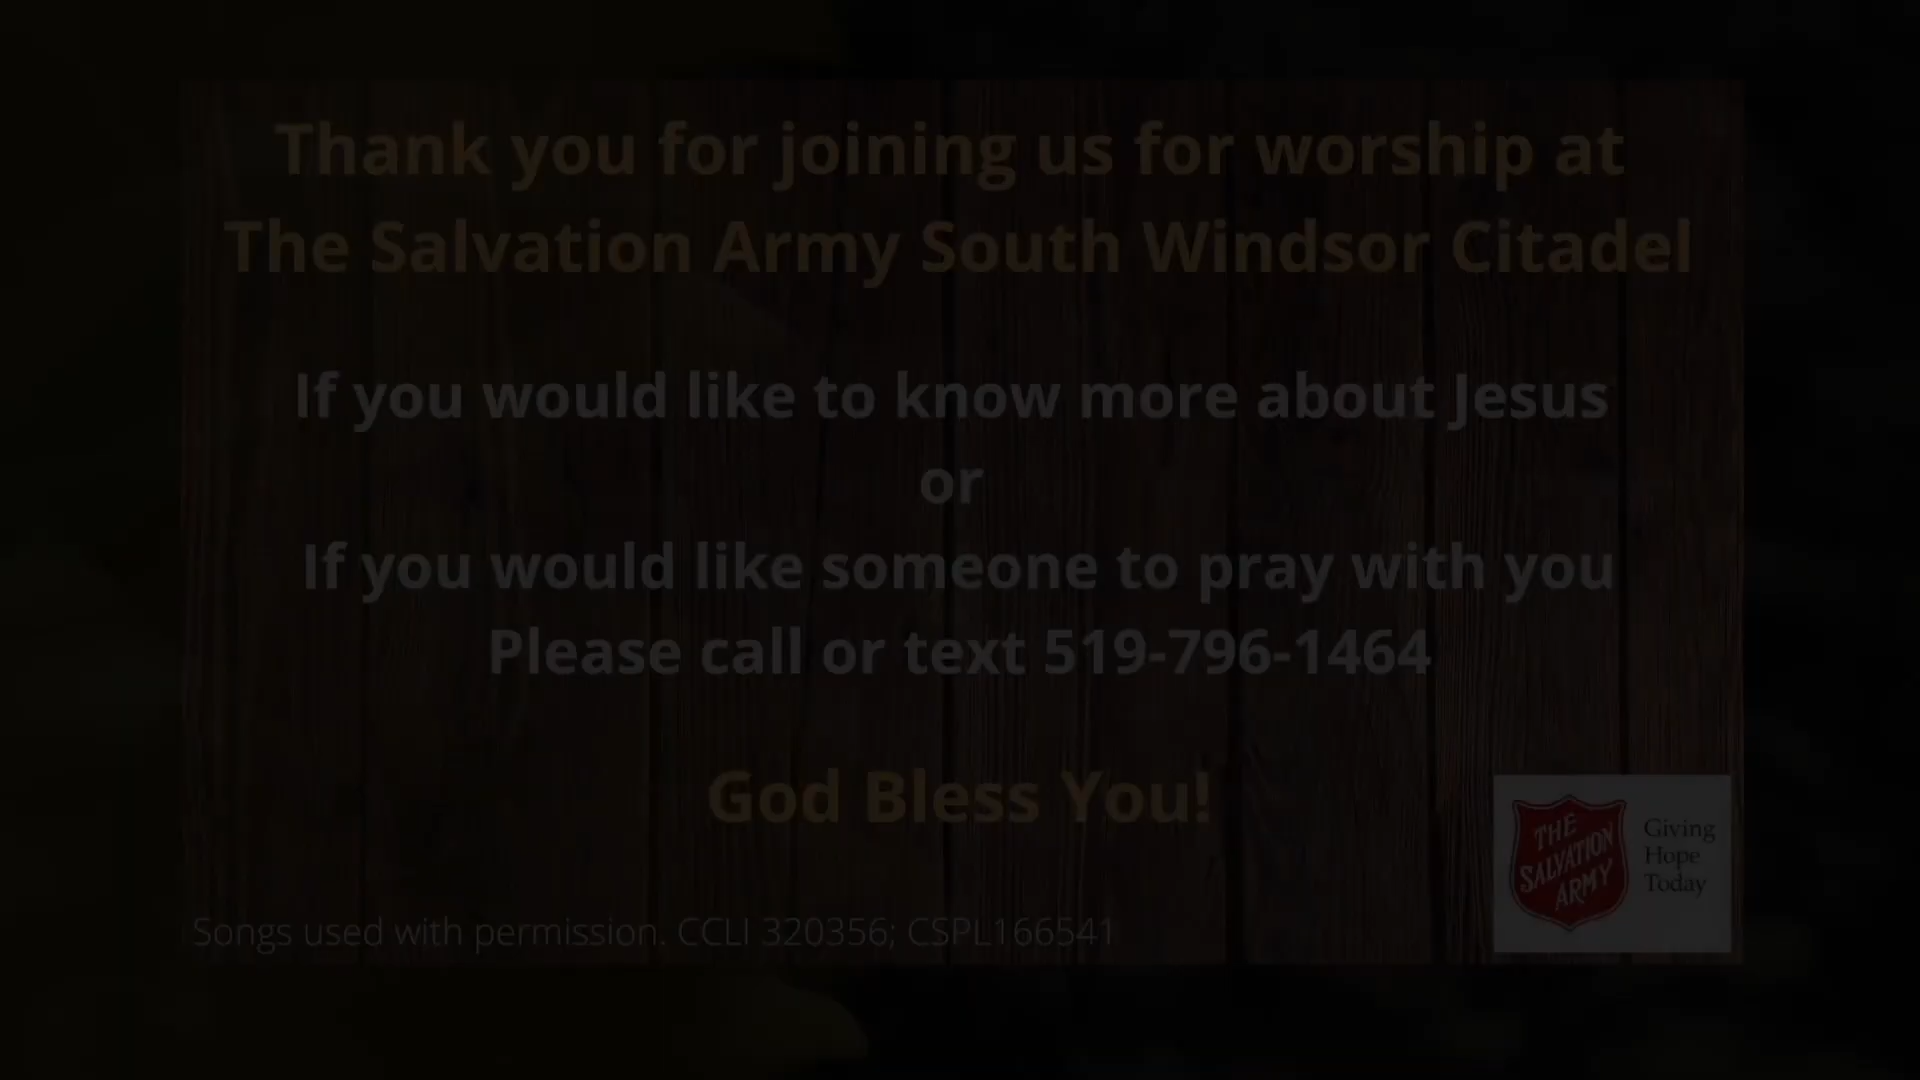 Thank you for joining us for worship at
The Salvation Army South Windsor Citadel
If you would like to know more about Jesus
or
If you would like someone to pray with you
Please call or text 519-796-1464
God Bless You!
THE
SALVATION
ARMY
Giving
Hope
Today
Songs used with permission. CCLI 320356; CSPL166541